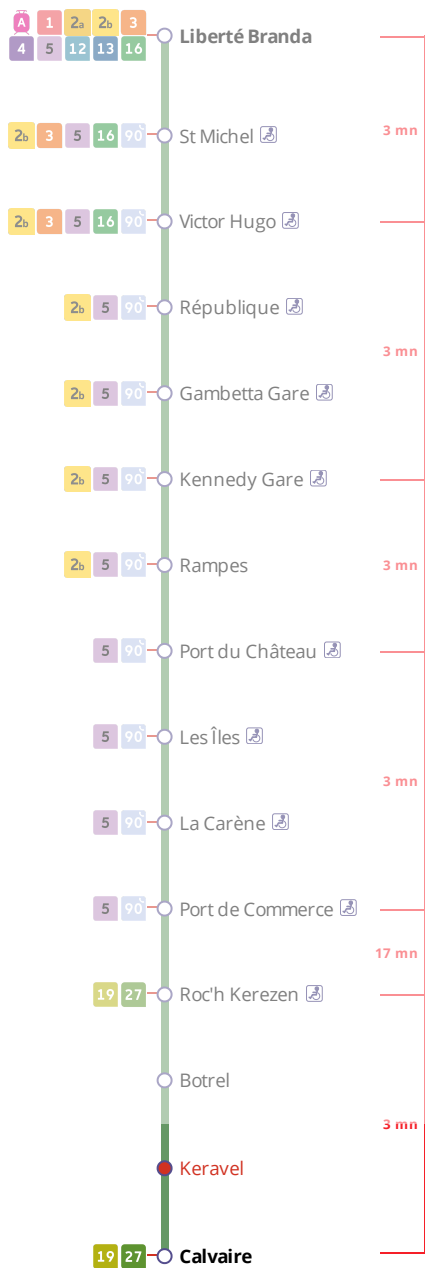 A 1 2a 2b 3
4 5 12 13 16
Liberté Branda
3 mn
2b 3 5 16 90
St Michel
2b 3 5 16 90
Victor Hugo
3 mn
2b 5 90
République
2b 5 90
Gambetta Gare
2b 5 90
Kennedy Gare
3 mn
2b 5 90
Rampes
5 90
Port du Château
3 mn
5 90
Les Îles
5 90
La Carène
5 90
Port de Commerce
17 mn
19 27
Roc'h Kerezen
Botrel
3 mn
Keravel
19 27
Calvaire